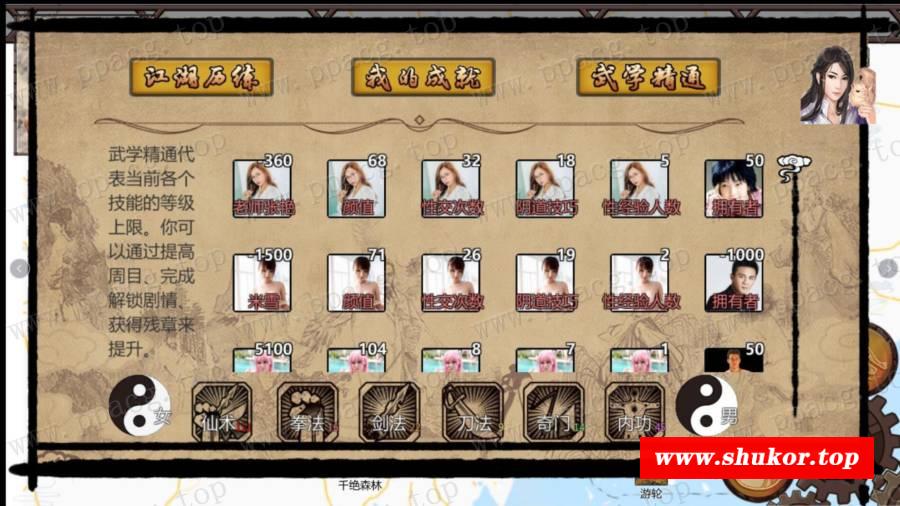 江湖历练
我的成就
武学精通
武学精通代
表当前各个
技能的等级
上限。你可
以通过提高
周目、完成
解锁剧情、
获得残章来
提升。
-360
老师张艳
68
颜值
32
性交次数
18
阴道技巧
5
性经验人数
50
拥有者
-1500
米雪
71
颜值
26
性交次数
19
阴道技巧
2
性经验人数
-1000
拥有者
5100
104
8
7
1
50
女
仙术
拳法
剑法
刀法
奇门
内功
男
千绝森林
游轮
www.shukor.top
www.ppacg.top